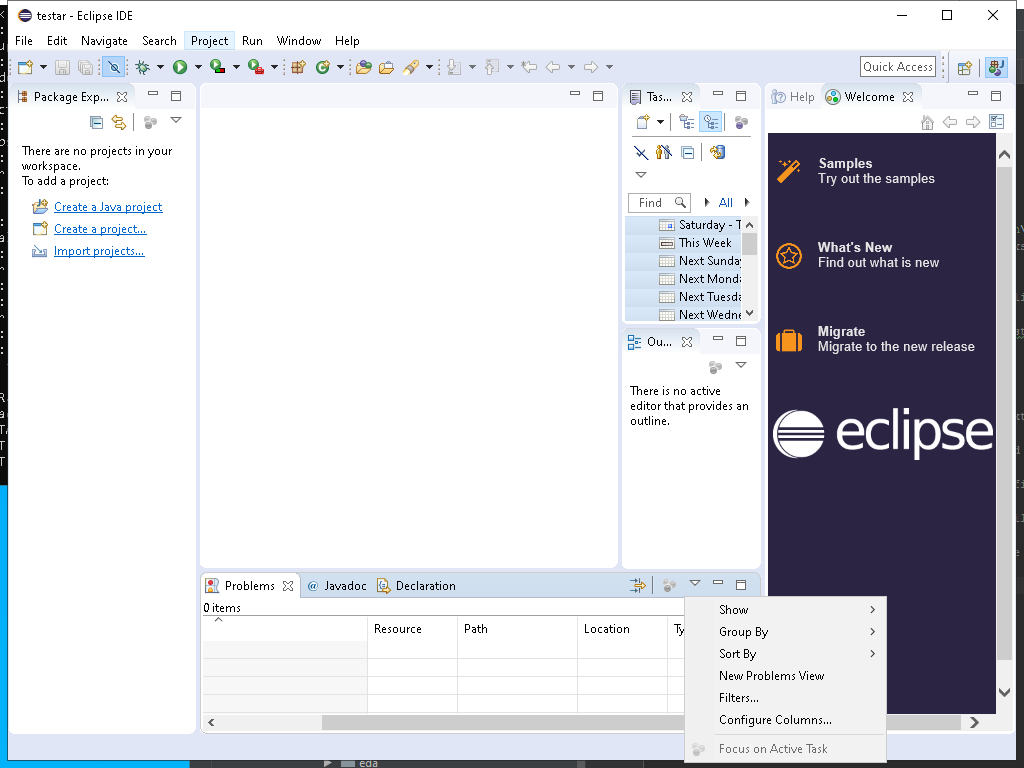 testar - Eclipse IDE
File Edit Navigate Search Project Run Window Help
Quick Access
Package Exp...
There are no projects in your
workspace.
To add a project:
Create a Java project
Create a project...
Import projects...
Tas...
Find
All
Saturday - T
This Week
Next Sunday
Next Monda
Next Tuesda
Next Wedne
Ou...
There is no active
editor that provides an
outline.
Help Welcome
Samples
Try out the samples
What's New
Find out what is new
Migrate
Migrate to the new release
eclipse
Problems @ Javadoc Declaration
0 items
Resource Path Location Ty
Show
Group By
Sort By
New Problems View
Filters...
Configure Columns...
Focus on Active Task
eda